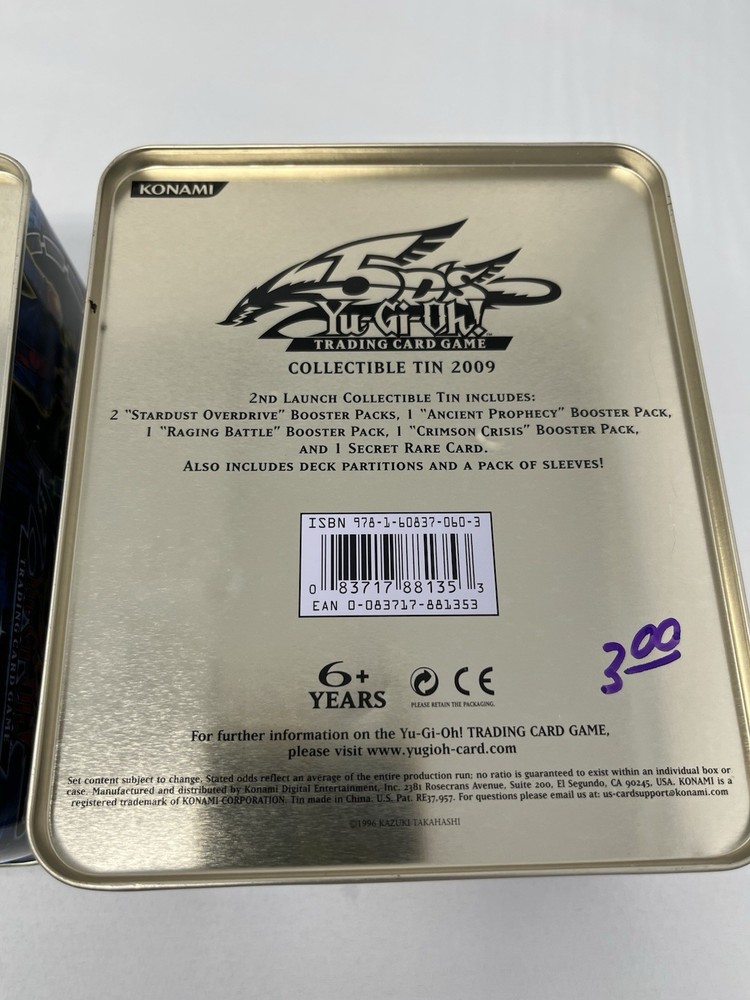 KONAMI
5D's
Yu-Gi-Oh!
TRADING CARD GAME
COLLECTIBLE TIN 2009
2ND LAUNCH COLLECTIBLE TIN INCLUDES:
2 "STARDUST OVERDRIVE" BOOSTER PACKS, 1 "ANCIENT PROPHECY" BOOSTER PACK,
1 "RAGING BATTLE" BOOSTER PACK, 1 "CRIMSON CRISIS" BOOSTER PACK,
AND 1 SECRET RARE CARD.
ALSO INCLUDES DECK PARTITIONS AND A PACK OF SLEEVES!
ISBN 978-1-60837-060-3
0 83717 88135 3
EAN 0-083717-881353
3.00
6+
YEARS
CE
PLEASE RETAIN THE PACKAGING.
For further information on the Yu-Gi-Oh! TRADING CARD GAME,
please visit www.yugioh-card.com
Set content subject to change. Stated odds reflect an average of the entire production run; no ratio is guaranteed to exist within an individual box or
case. Manufactured and distributed by Konami Digital Entertainment, Inc. 2381 Rosecrans Avenue, Suite 200, El Segundo, CA 90245, USA. KONAMI is a
registered trademark of KONAMI CORPORATION. Tin made in China. U.S. Pat. RE37,957. For questions please email us at: us-cardsupport@konami.com
©1996 KAZUKI TAKAHASHI
TRADING CARD GAME